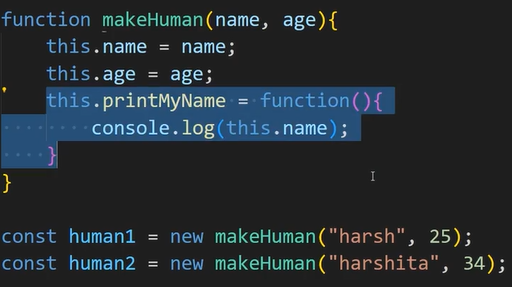 function makeHuman(name, age){
    this.name = name;
    this.age = age;
    this.printMyName = function(){
        console.log(this.name);
    }
}

const human1 = new makeHuman("harsh", 25);
const human2 = new makeHuman("harshita", 34);